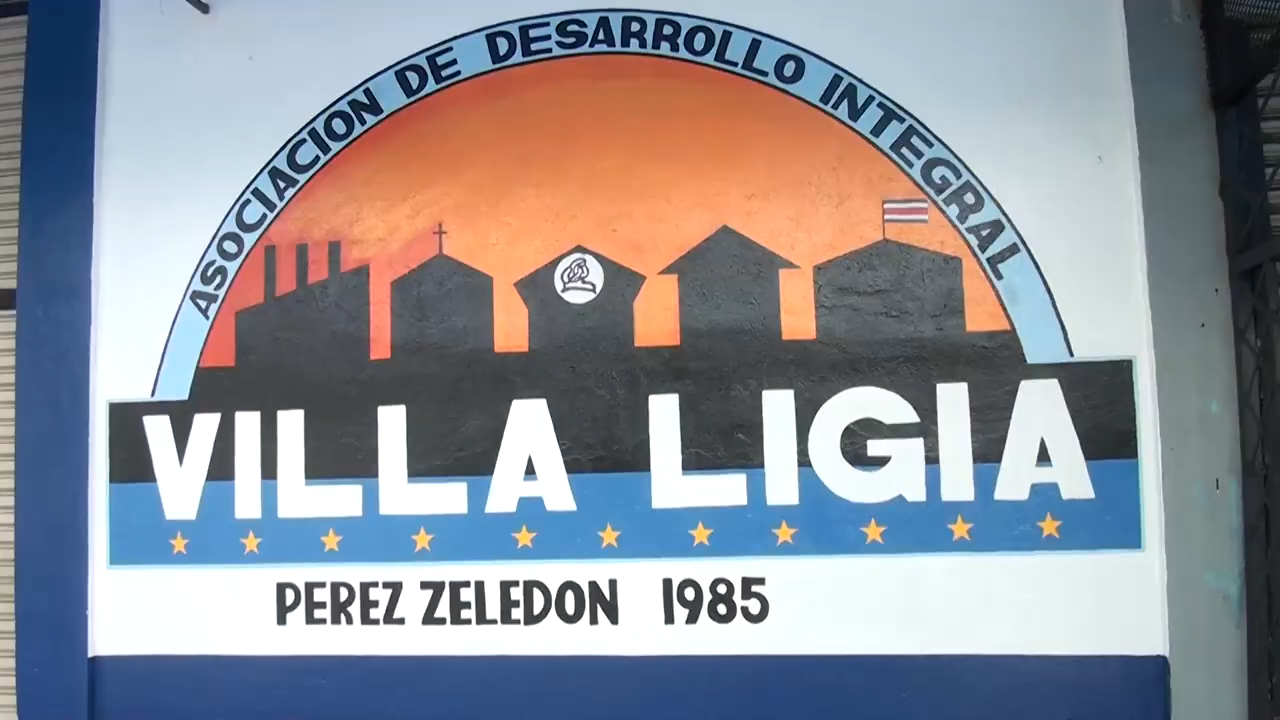 ASOCIACION DE DESARROLLO INTEGRAL
VILLA LIGIA
PEREZ ZELEDON 1985